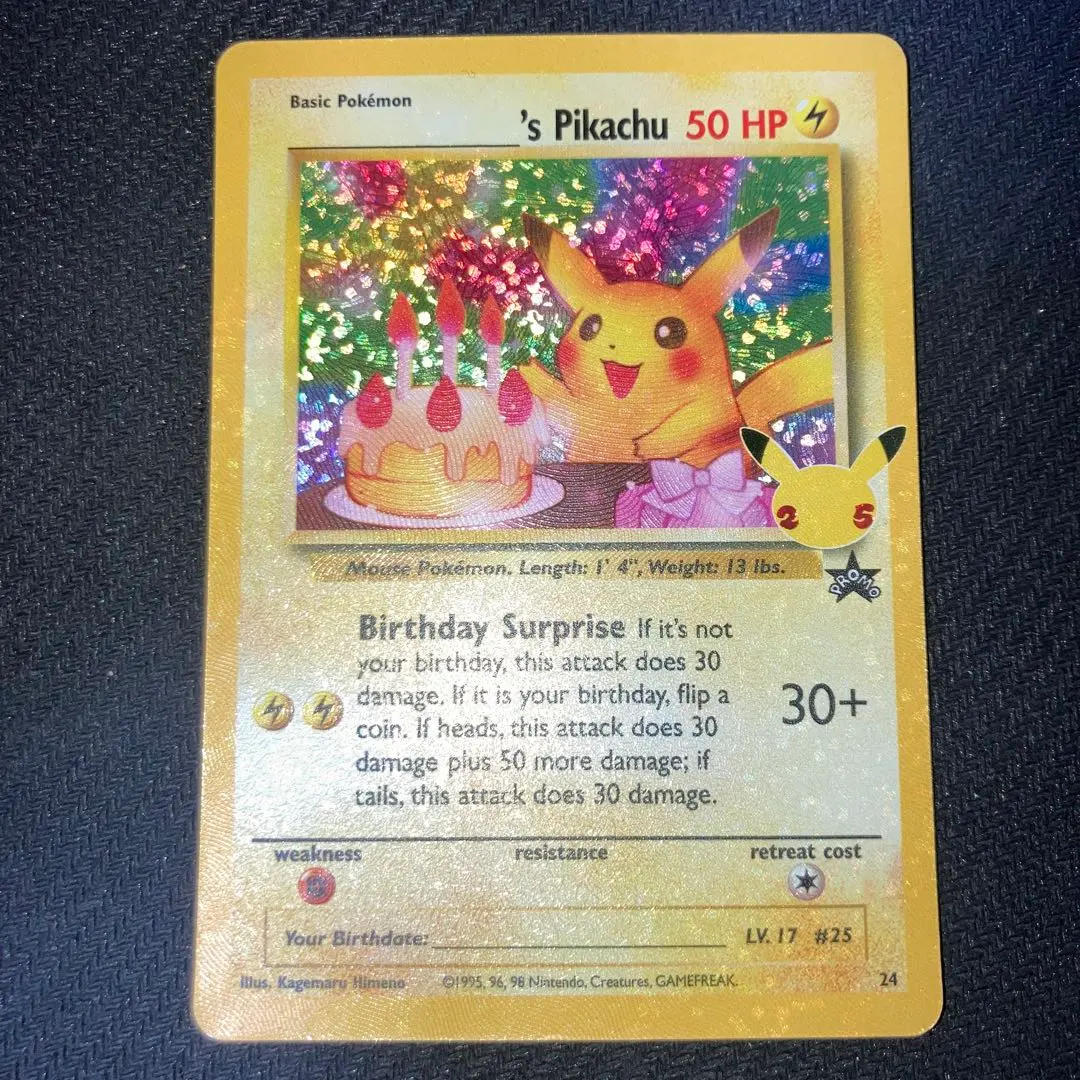 Basic Pokémon
's Pikachu 50 HP
2 5
Mouse Pokémon. Length: 1' 4", Weight: 13 lbs.
PROMO
Birthday Surprise If it's not
your birthday, this attack does 30
damage. If it is your birthday, flip a
coin. If heads, this attack does 30
damage plus 50 more damage; if
tails, this attack does 30 damage.
30+
weakness resistance retreat cost
Your Birthdate:
LV. 17 #25
Illus. Kagemaru Himeno ©1995, 96, 98 Nintendo, Creatures, GAMEFREAK. 24